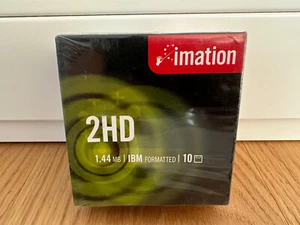 imation
2HD
1.44 MB | IBM FORMATTED | 10